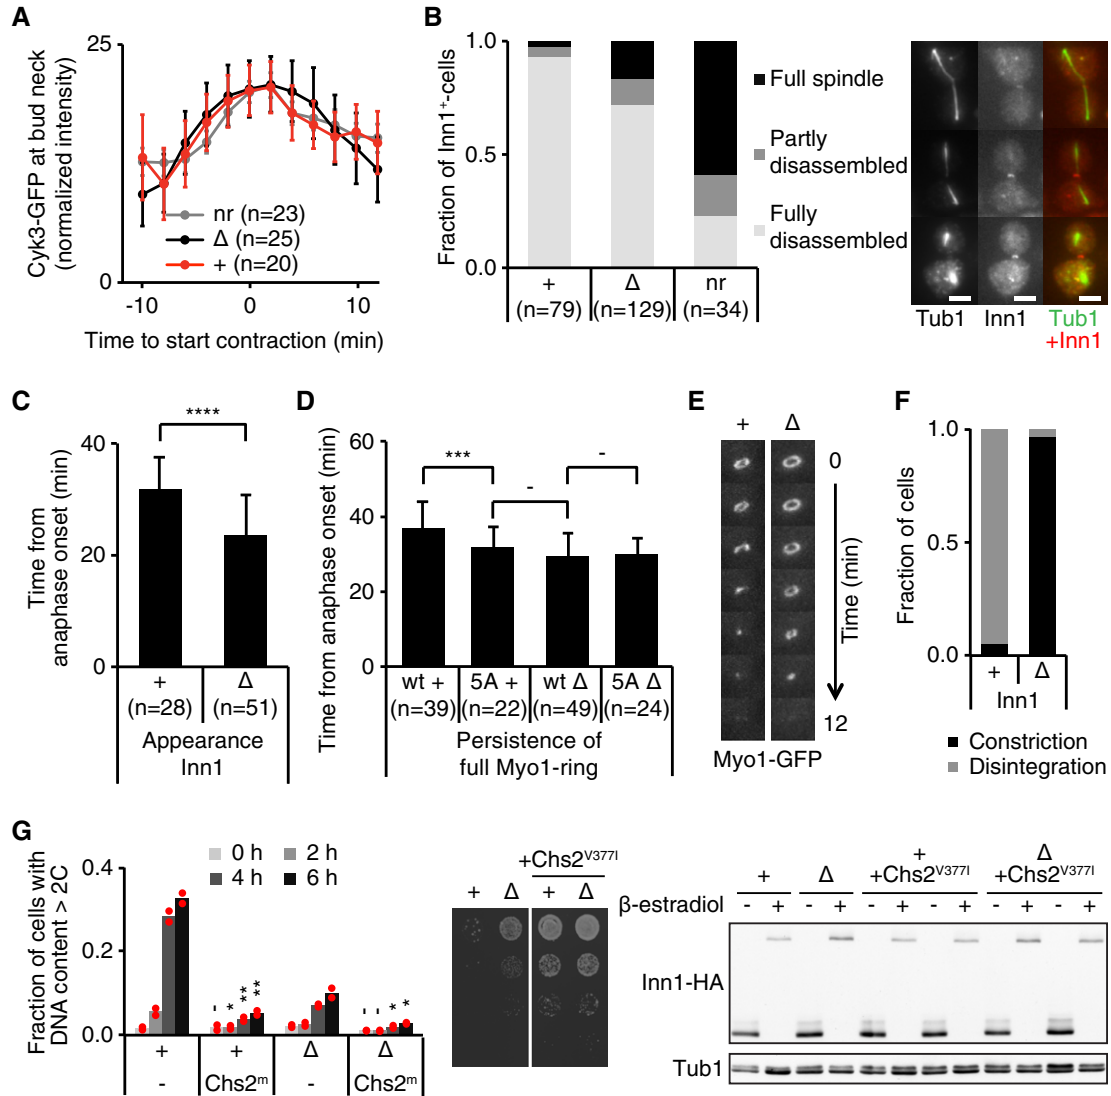 A
25
0
Cyk3-GFP at bud neck
(normalized intensity)
nr (n=23)
Δ (n=25)
+ (n=20)
-10
0
10
Time to start contraction (min)
B
1.0
0.5
0.0
Fraction of Inn1+-cells
+
Δ
nr
(n=79)
(n=129)
(n=34)
Full spindle
Partly
disassembled
Fully
disassembled
Tub1
Inn1
Tub1
+Inn1
C
40
20
0
Time from
anaphase onset (min)
****
+
Δ
(n=28)
(n=51)
Appearance
Inn1
D
60
40
20
0
Time from anaphase onset (min)
***
-
-
wt +
5A +
wt Δ
5A Δ
(n=39)
(n=22)
(n=49)
(n=24)
Persistence of
full Myo1-ring
E
+
Δ
0
Time (min)
12
Myo1-GFP
F
1.0
0.5
0.0
Fraction of cells
+
Δ
Inn1
Constriction
Disintegration
G
0.4
0.2
0.0
Fraction of cells with
DNA content > 2C
0 h
2 h
4 h
6 h
-
*
**
**
-
-
*
*
+
+
Δ
Δ
-
Chs2m
-
Chs2m
+Chs2V377I
+
Δ
+
Δ
+
Δ
+
+Chs2V377I
Δ
+Chs2V377I
β-estradiol
- + - + - + - + - + - +
Inn1-HA
Tub1